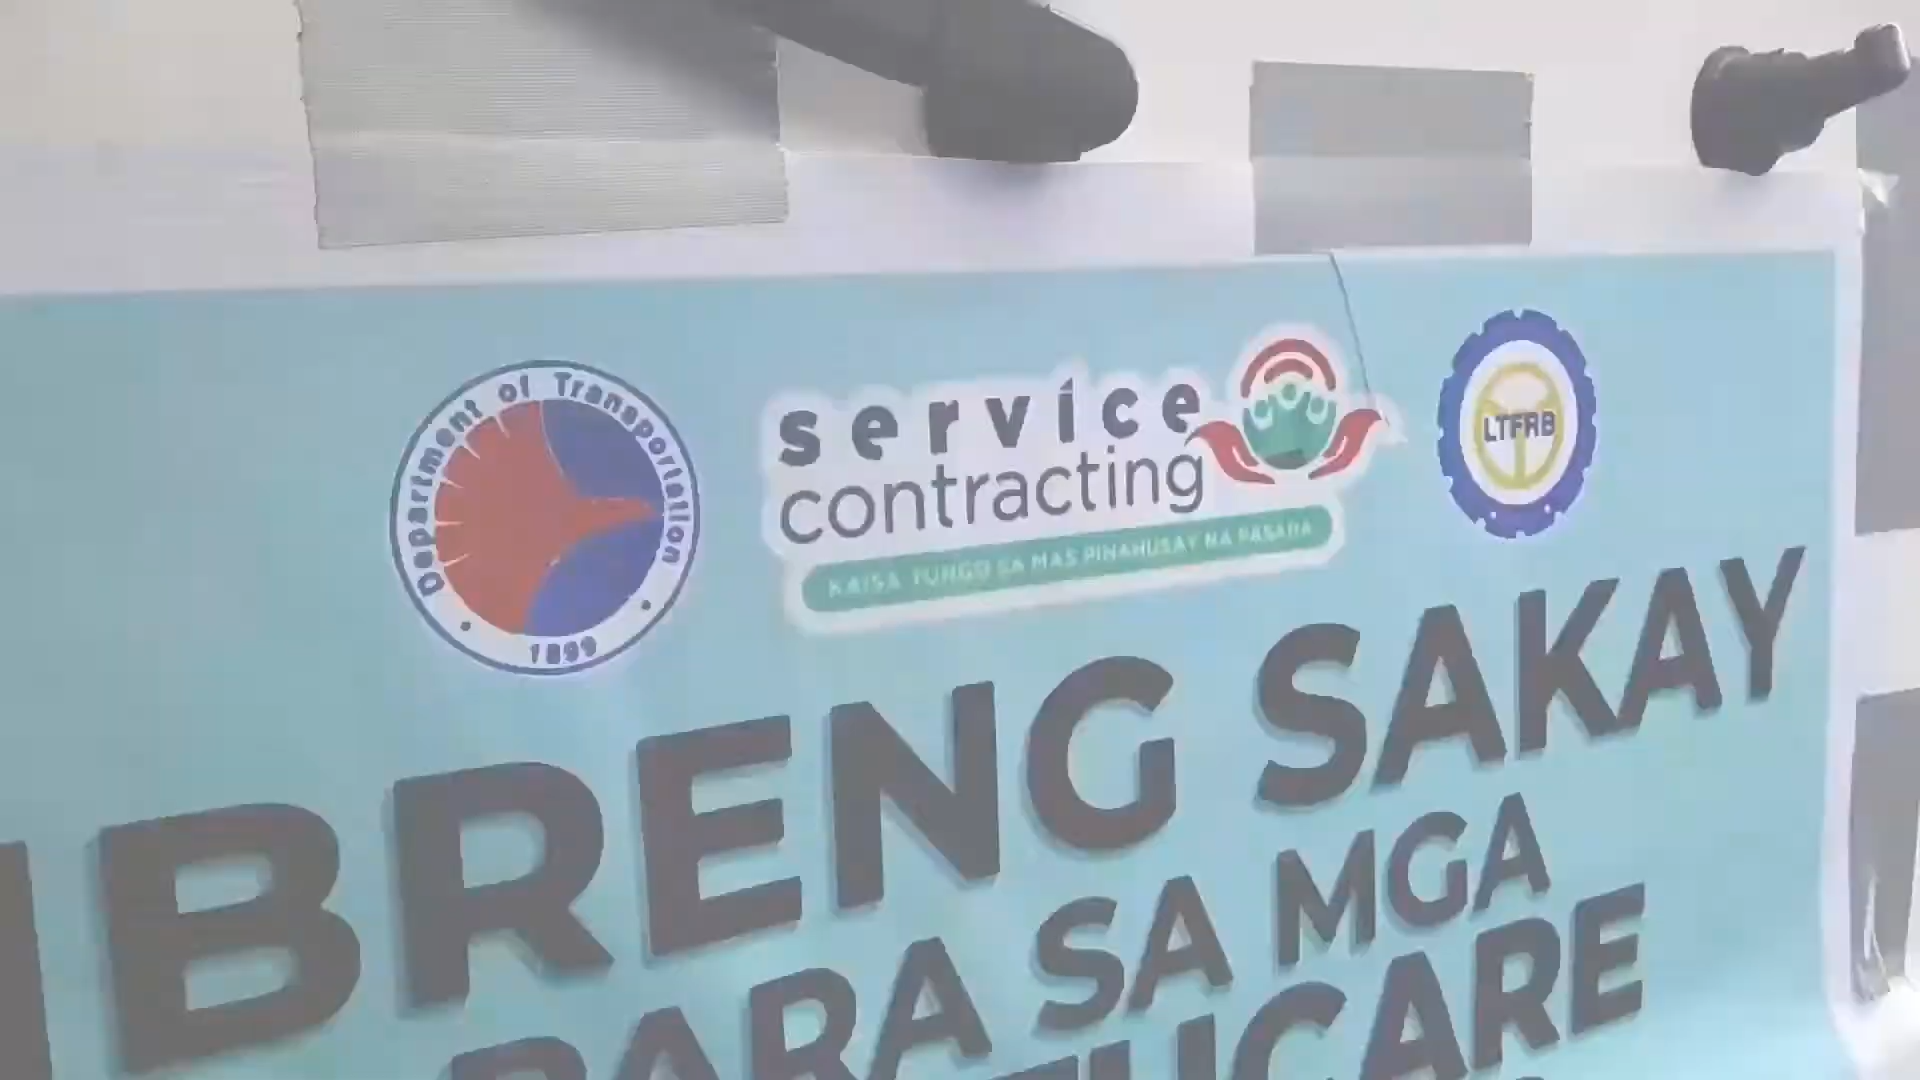 Department of Transportation
1899
service
contracting
KAISA TUNGO SA MAS PINAHUSAY NA PASADA
LTFRB
IBRENG SAKAY
PARA SA MGA